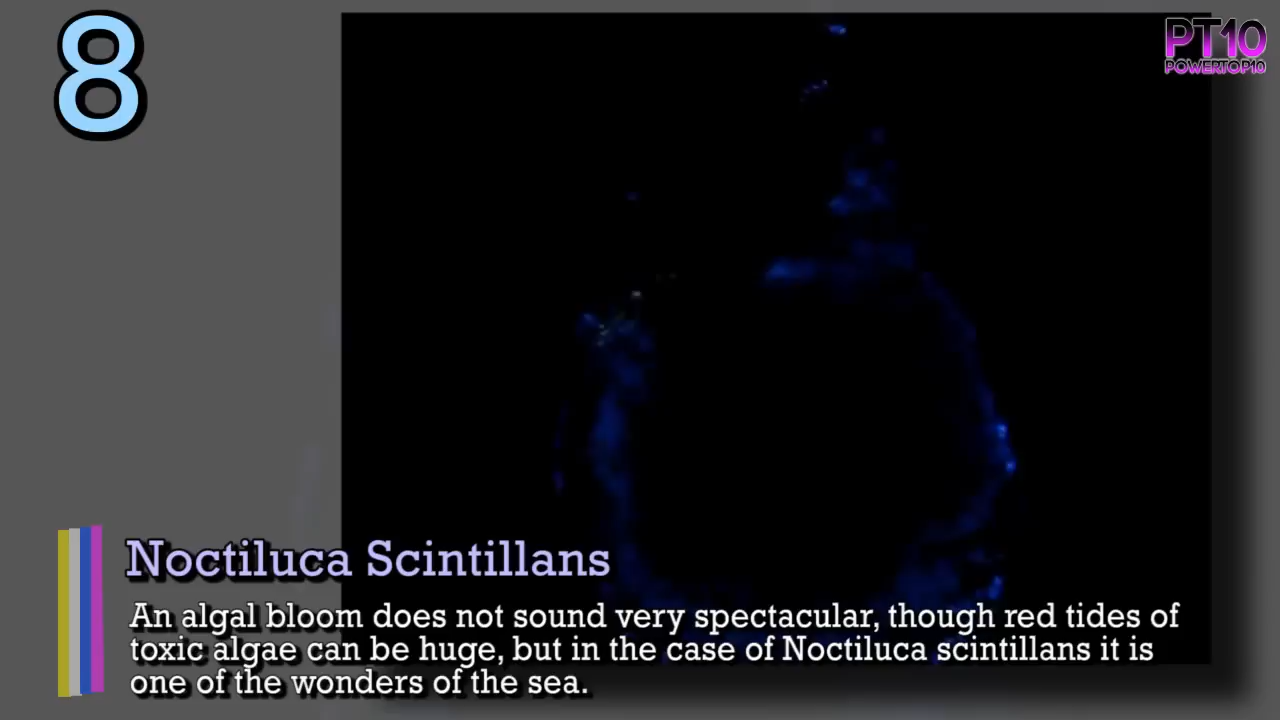 8
PT10
POWERTOP10
Noctiluca Scintillans
An algal bloom does not sound very spectacular, though red tides of
toxic algae can be huge, but in the case of Noctiluca scintillans it is
one of the wonders of the sea.